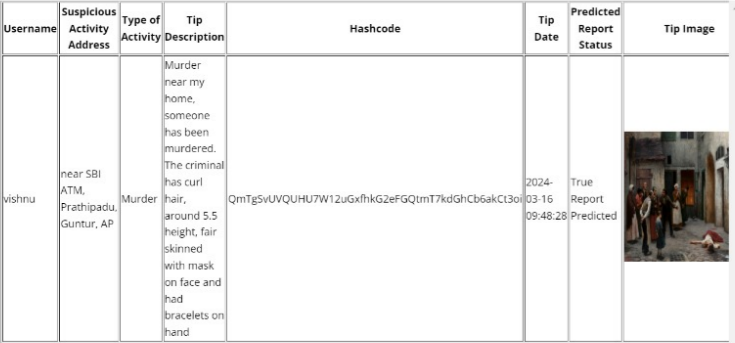 Username
Suspicious
Activity
Address
Type of
Activity
Tip
Description
Hashcode
Tip
Date
Predicted
Report
Status
Tip Image
vishnu
near SBI
ATM,
Prathipadu,
Guntur, AP
Murder
Murder
near my
home,
someone
has been
murdered.
The criminal
has curl
hair,
around 5.5
height, fair
skinned
with mask
on face and
had
bracelets on
hand
QmTgSvUVQUHU7W12uGxfhkG2eFGQtmT7kdGhCb6akCt3oi
2024-
03-16
09:48:28
True
Report
Predicted